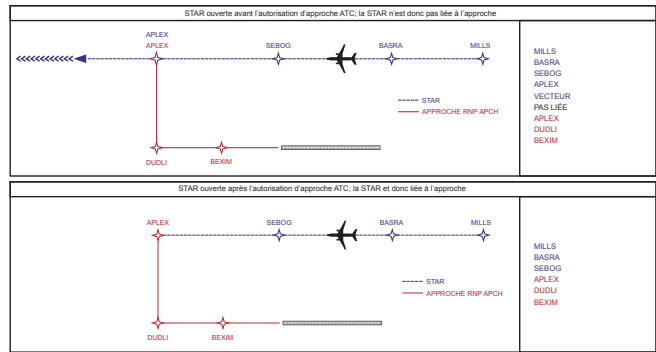 STAR ouverte avant l'autorisation d'approche ATC; la STAR n'est donc pas liée à l'approche
APLEX
APLEX
SEBOG
BASRA
MILLS
STAR
APPROCHE RNP APCH
DUDLI
BEXIM
MILLS
BASRA
SEBOG
APLEX
VECTEUR
PAS LIÉE
APLEX
DUDLI
BEXIM
STAR ouverte après l'autorisation d'approche ATC; la STAR et donc liée à l'approche
APLEX
SEBOG
BASRA
MILLS
STAR
APPROCHE RNP APCH
DUDLI
BEXIM
MILLS
BASRA
SEBOG
APLEX
DUDLI
BEXIM